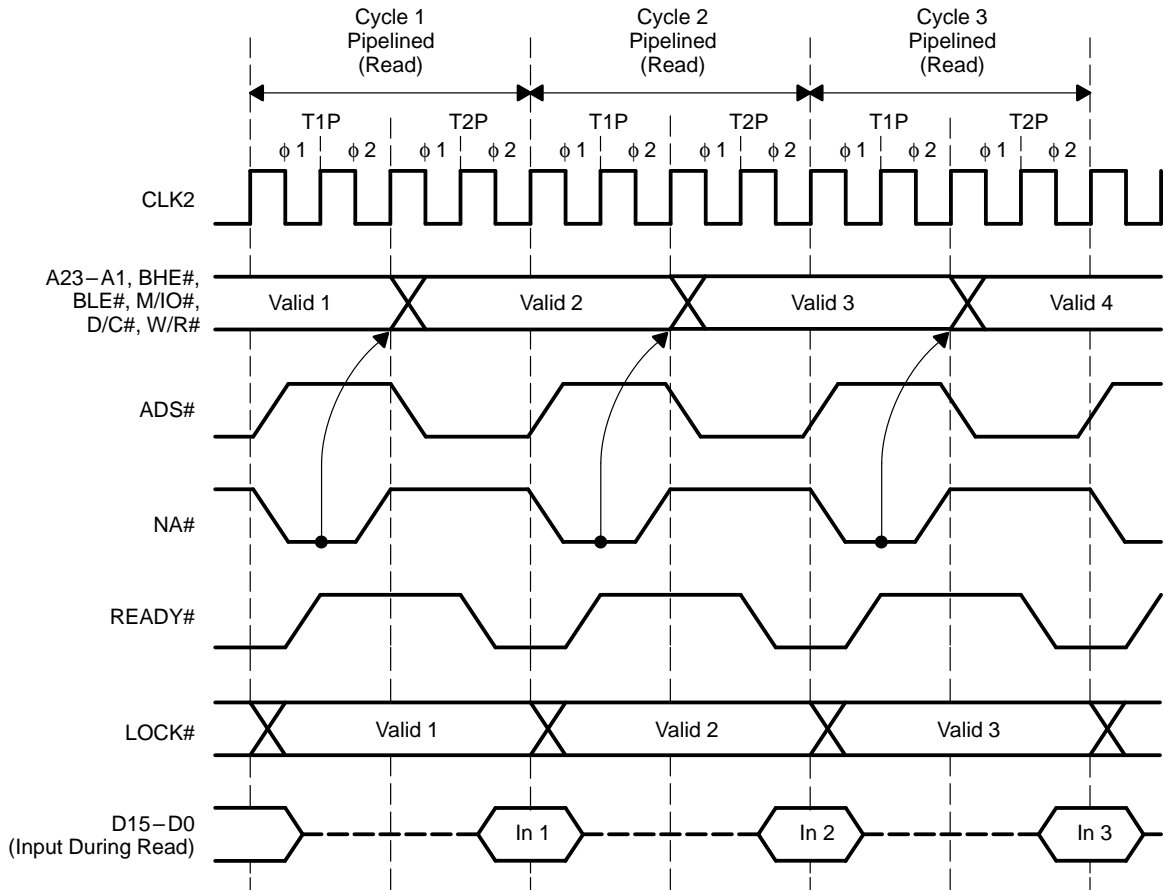 Cycle 1
Pipelined
(Read)
Cycle 2
Pipelined
(Read)
Cycle 3
Pipelined
(Read)
T1P T2P T1P T2P T1P T2P
ϕ 1 ϕ 2 ϕ 1 ϕ 2 ϕ 1 ϕ 2 ϕ 1 ϕ 2 ϕ 1 ϕ 2 ϕ 1 ϕ 2
CLK2
A23–A1, BHE#,
BLE#, M/IO#,
D/C#, W/R#
Valid 1 Valid 2 Valid 3 Valid 4
ADS#
NA#
READY#
LOCK# Valid 1 Valid 2 Valid 3
D15–D0
(Input During Read)
In 1 In 2 In 3